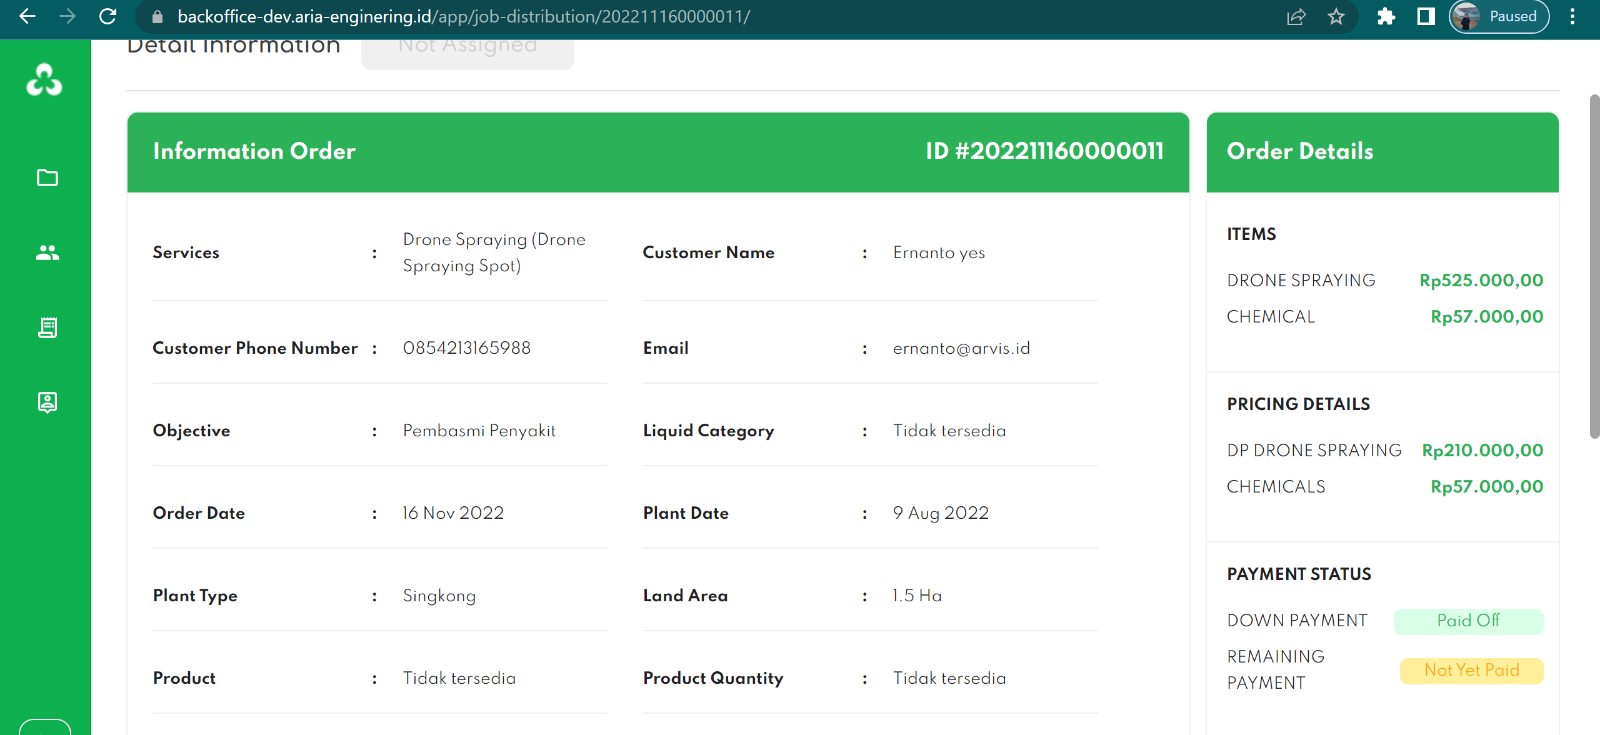 backoffice-dev.aria-enginering.id/app/job-distribution/202211160000011/
Paused
Detail Information
Not Assigned
Information Order
ID #202211160000011
Services : Drone Spraying (Drone
Spraying Spot)
Customer Name : Ernanto yes
Customer Phone Number : 0854213165988
Email : ernanto@arvis.id
Objective : Pembasmi Penyakit
Liquid Category : Tidak tersedia
Order Date : 16 Nov 2022
Plant Date : 9 Aug 2022
Plant Type : Singkong
Land Area : 1.5 Ha
Product : Tidak tersedia
Product Quantity : Tidak tersedia
Order Details
ITEMS
DRONE SPRAYING Rp525.000,00
CHEMICAL Rp57.000,00
PRICING DETAILS
DP DRONE SPRAYING Rp210.000,00
CHEMICALS Rp57.000,00
PAYMENT STATUS
DOWN PAYMENT Paid Off
REMAINING
PAYMENT Not Yet Paid